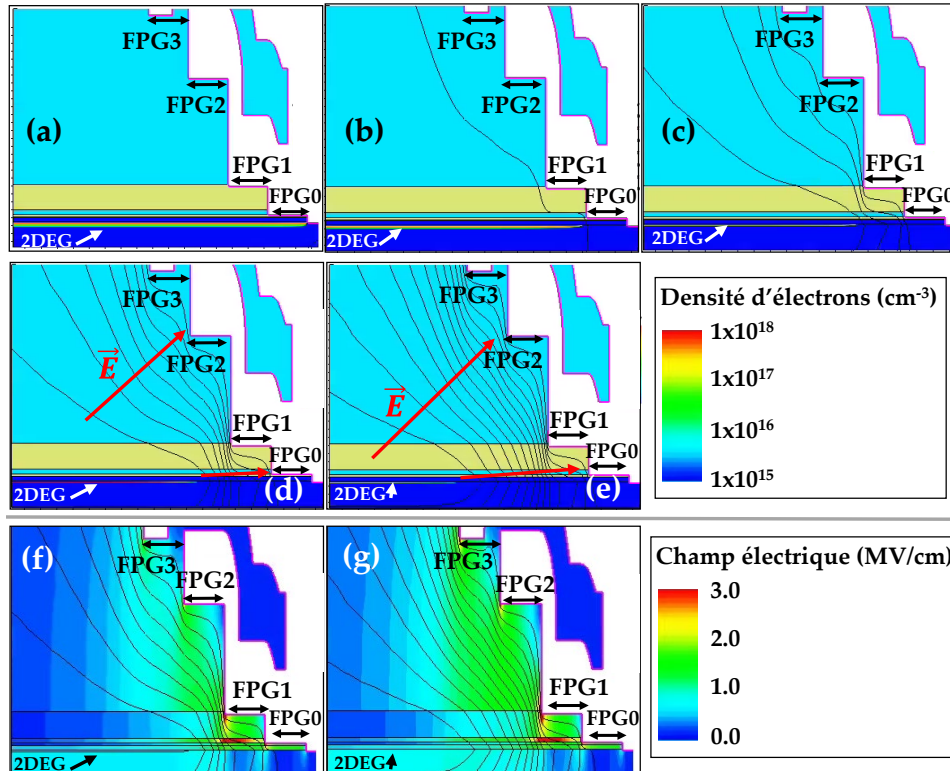 FPG3
FPG2
(a)
FPG1
FPG0
2DEG
FPG3
FPG2
(b)
FPG1
FPG0
2DEG
FPG3
FPG2
(c)
FPG1
FPG0
2DEG
FPG3
E
FPG2
FPG1
FPG0
2DEG
(d)
FPG3
FPG2
E
FPG1
FPG0
2DEG
(e)
Densité d'électrons (cm-3)
1x10¹⁸
1x10¹⁷
1x10¹⁶
1x10¹⁵
(f)
FPG3
FPG2
FPG1
FPG0
2DEG
(g)
FPG3
FPG2
FPG1
FPG0
2DEG
Champ électrique (MV/cm)
3.0
2.0
1.0
0.0